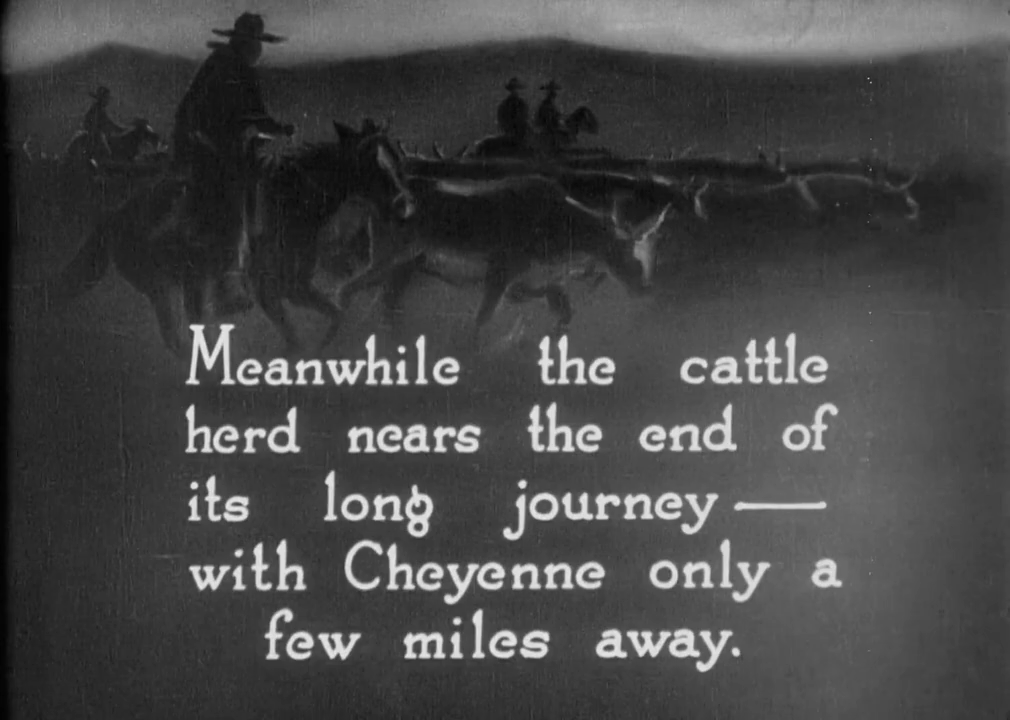 Meanwhile the cattle
herd nears the end of
its long journey —
with Cheyenne only a
few miles away.